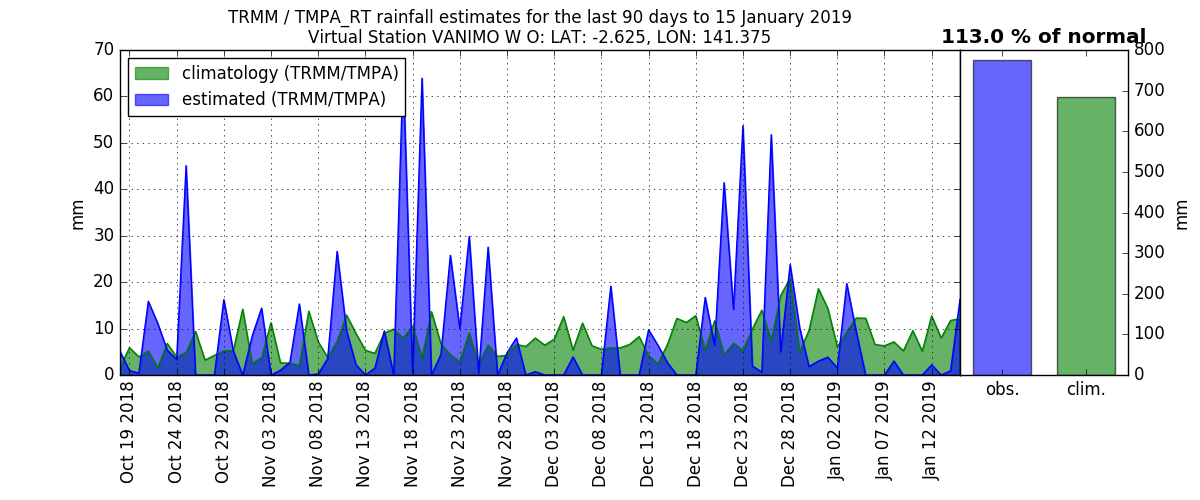 TRMM / TMPA_RT rainfall estimates for the last 90 days to 15 January 2019
Virtual Station VANIMO W O: LAT: -2.625, LON: 141.375
113.0 % of normal
climatology (TRMM/TMPA)
estimated (TRMM/TMPA)
70
60
50
40
30
20
10
0
mm
800
700
600
500
400
300
200
100
0
mm
Oct 19 2018
Oct 24 2018
Oct 29 2018
Nov 03 2018
Nov 08 2018
Nov 13 2018
Nov 18 2018
Nov 23 2018
Nov 28 2018
Dec 03 2018
Dec 08 2018
Dec 13 2018
Dec 18 2018
Dec 23 2018
Dec 28 2018
Jan 02 2019
Jan 07 2019
Jan 12 2019
obs.
clim.